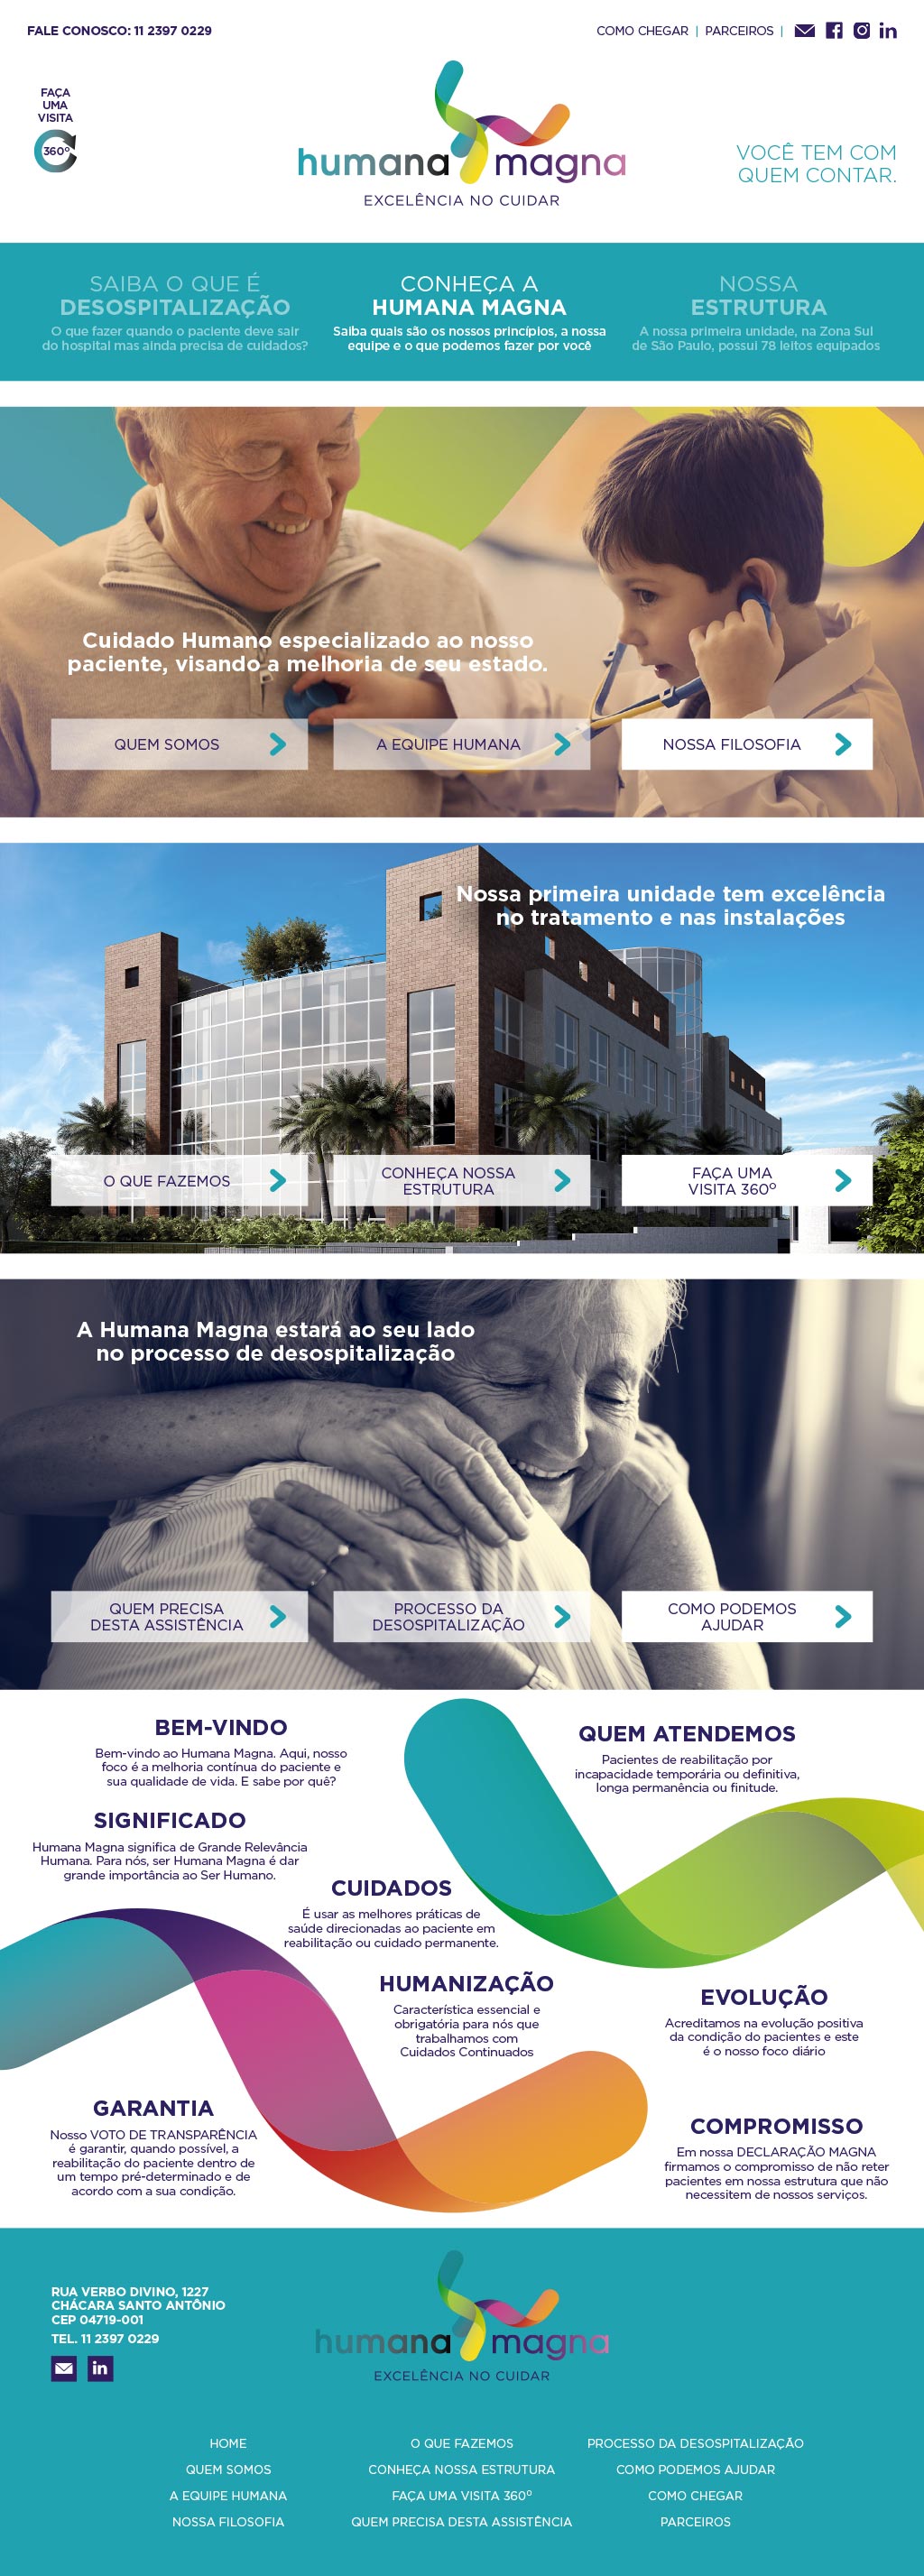 FALE CONOSCO: 11 2397 0229
COMO CHEGAR | PARCEIROS |
in
FAÇA
UMA
VISITA
360º
humana magna
EXCELÊNCIA NO CUIDAR
VOCÊ TEM COM
QUEM CONTAR.
SAIBA O QUE É
DESOSPITALIZAÇÃO
O que fazer quando o paciente deve sair
do hospital mas ainda precisa de cuidados?
CONHEÇA A
HUMANA MAGNA
Saiba quais são os nossos princípios, a nossa
equipe e o que podemos fazer por você
NOSSA
ESTRUTURA
A nossa primeira unidade, na Zona Sul
de São Paulo, possui 78 leitos equipados
Cuidado Humano especializado ao nosso
paciente, visando a melhoria de seu estado.
QUEM SOMOS
A EQUIPE HUMANA
NOSSA FILOSOFIA
Nossa primeira unidade tem excelência
no tratamento e nas instalações
O QUE FAZEMOS
CONHEÇA NOSSA
ESTRUTURA
FAÇA UMA
VISITA 360º
A Humana Magna estará ao seu lado
no processo de desospitalização
QUEM PRECISA
DESTA ASSISTÊNCIA
PROCESSO DA
DESOSPITALIZAÇÃO
COMO PODEMOS
AJUDAR
BEM-VINDO
Bem-vindo ao Humana Magna. Aqui, nosso
foco é a melhoria contínua do paciente e
sua qualidade de vida. E sabe por quê?
QUEM ATENDEMOS
Pacientes de reabilitação por
incapacidade temporária ou definitiva,
longa permanência ou finitude.
SIGNIFICADO
Humana Magna significa de Grande Relevância
Humana. Para nós, ser Humana Magna é dar
grande importância ao Ser Humano.
CUIDADOS
É usar as melhores práticas de
saúde direcionadas ao paciente em
reabilitação ou cuidado permanente.
HUMANIZAÇÃO
Característica essencial e
obrigatória para nós que
trabalhamos com
Cuidados Continuados
EVOLUÇÃO
Acreditamos na evolução positiva
da condição do pacientes e este
é o nosso foco diário
GARANTIA
Nosso VOTO DE TRANSPARÊNCIA
é garantir, quando possível, a
reabilitação do paciente dentro de
um tempo pré-determinado e de
acordo com a sua condição.
COMPROMISSO
Em nossa DECLARAÇÃO MAGNA
firmamos o compromisso de não reter
pacientes em nossa estrutura que não
necessitem de nossos serviços.
RUA VERBO DIVINO, 1227
CHÁCARA SANTO ANTÔNIO
CEP 04719-001
TEL. 11 2397 0229
in
humana magna
EXCELÊNCIA NO CUIDAR
HOME
QUEM SOMOS
A EQUIPE HUMANA
NOSSA FILOSOFIA
O QUE FAZEMOS
CONHEÇA NOSSA ESTRUTURA
FAÇA UMA VISITA 360º
QUEM PRECISA DESTA ASSISTÊNCIA
PROCESSO DA DESOSPITALIZAÇÃO
COMO PODEMOS AJUDAR
COMO CHEGAR
PARCEIROS